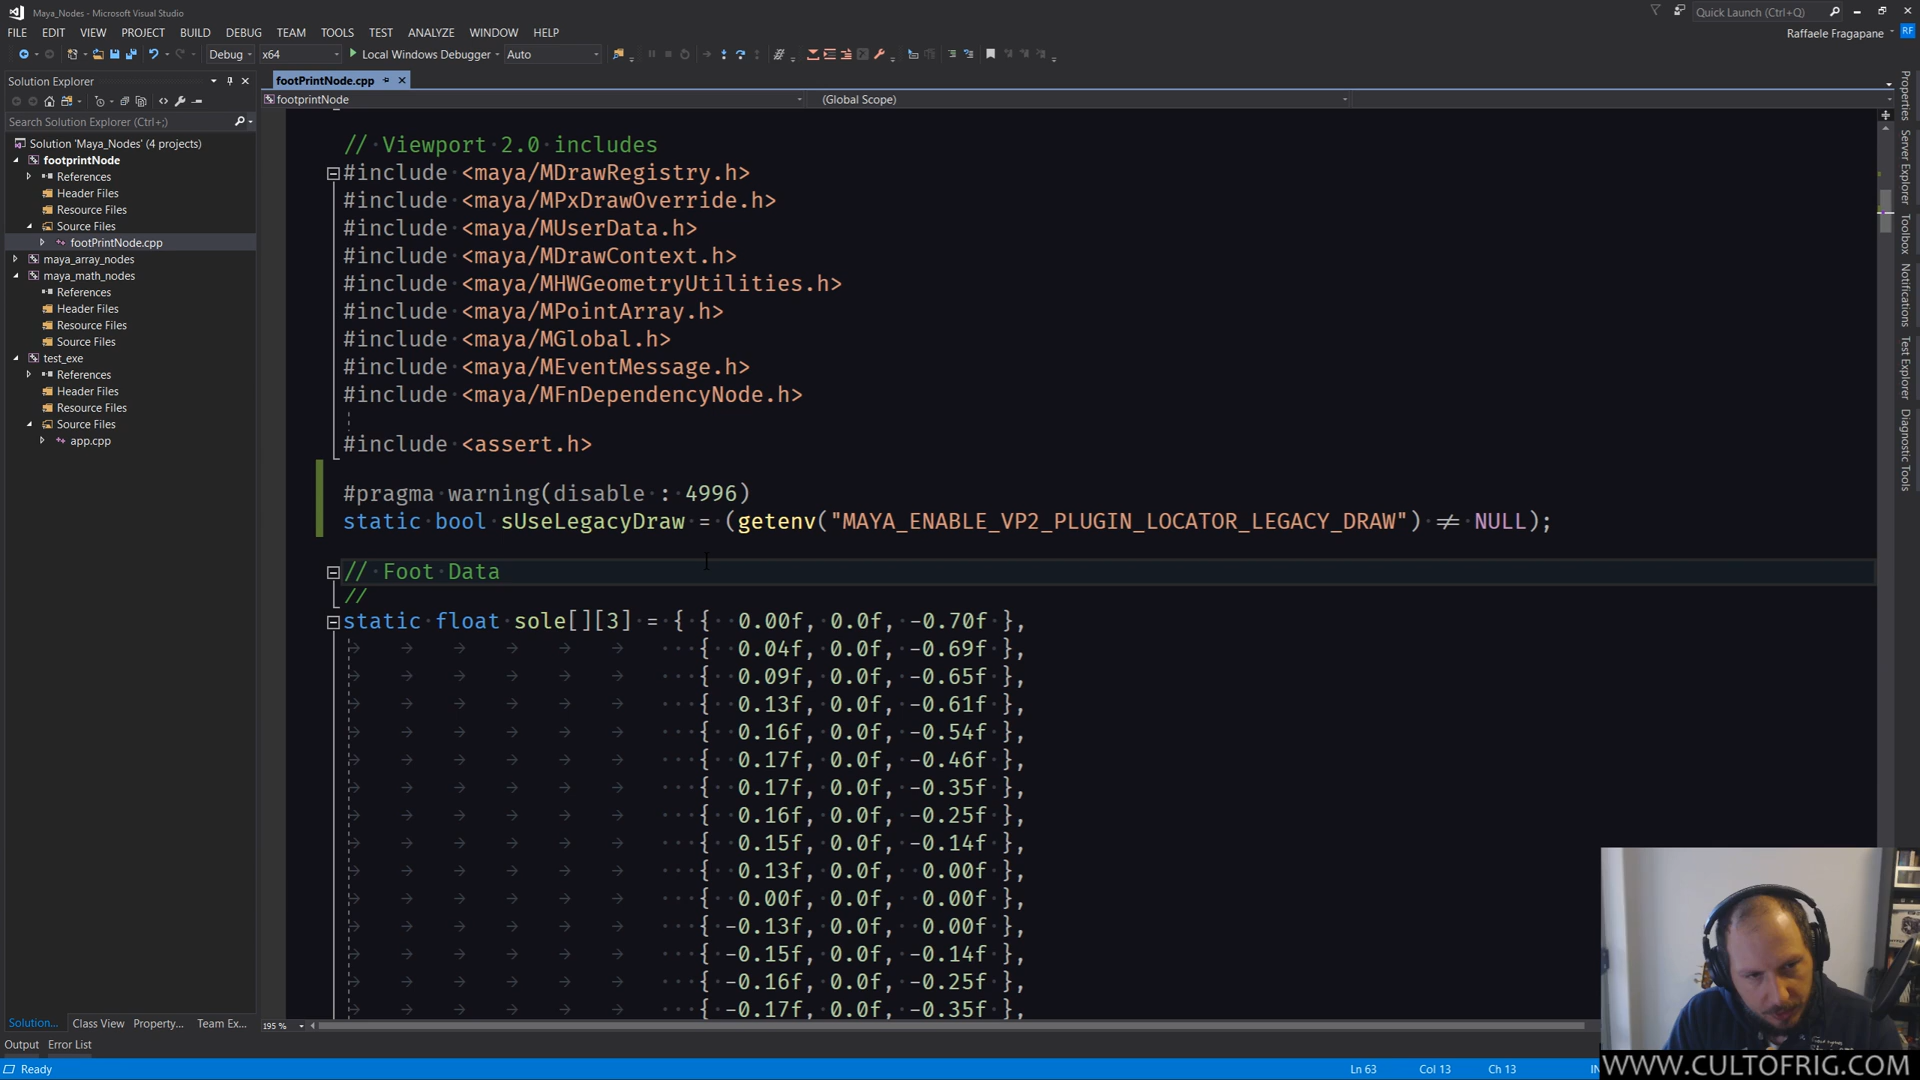 Maya_Nodes - Microsoft Visual Studio
Quick Launch (Ctrl+Q)
FILE EDIT VIEW PROJECT BUILD DEBUG TEAM TOOLS TEST ANALYZE WINDOW HELP
Raffaele Fragapane RF
Debug x64 Local Windows Debugger Auto
Solution Explorer
Search Solution Explorer (Ctrl+;)
Solution 'Maya_Nodes' (4 projects)
footprintNode
References
Header Files
Resource Files
Source Files
footPrintNode.cpp
maya_array_nodes
maya_math_nodes
References
Header Files
Resource Files
Source Files
test_exe
References
Header Files
Resource Files
Source Files
app.cpp
Solution... Class View Property... Team Ex...
footPrintNode.cpp
footprintNode (Global Scope)
// Viewport 2.0 includes
#include <maya/MDrawRegistry.h>
#include <maya/MPxDrawOverride.h>
#include <maya/MUserData.h>
#include <maya/MDrawContext.h>
#include <maya/MHWGeometryUtilities.h>
#include <maya/MPointArray.h>
#include <maya/MGlobal.h>
#include <maya/MEventMessage.h>
#include <maya/MFnDependencyNode.h>
#include <assert.h>
#pragma warning(disable : 4996)
static bool sUseLegacyDraw = (getenv("MAYA_ENABLE_VP2_PLUGIN_LOCATOR_LEGACY_DRAW") ≠ NULL);
// Foot Data
//
static float sole[][3] = { {  0.00f, 0.0f, -0.70f },
{  0.04f, 0.0f, -0.69f },
{  0.09f, 0.0f, -0.65f },
{  0.13f, 0.0f, -0.61f },
{  0.16f, 0.0f, -0.54f },
{  0.17f, 0.0f, -0.46f },
{  0.17f, 0.0f, -0.35f },
{  0.16f, 0.0f, -0.25f },
{  0.15f, 0.0f, -0.14f },
{  0.13f, 0.0f,  0.00f },
{  0.00f, 0.0f,  0.00f },
{ -0.13f, 0.0f,  0.00f },
{ -0.15f, 0.0f, -0.14f },
{ -0.16f, 0.0f, -0.25f },
{ -0.17f, 0.0f, -0.35f },
195 %
Properties
Server Explorer
Toolbox
Notifications
Test Explorer
Diagnostic Tools
Output Error List
Ready Ln 63 Col 13 Ch 13
WWW.CULTOFRIG.COM